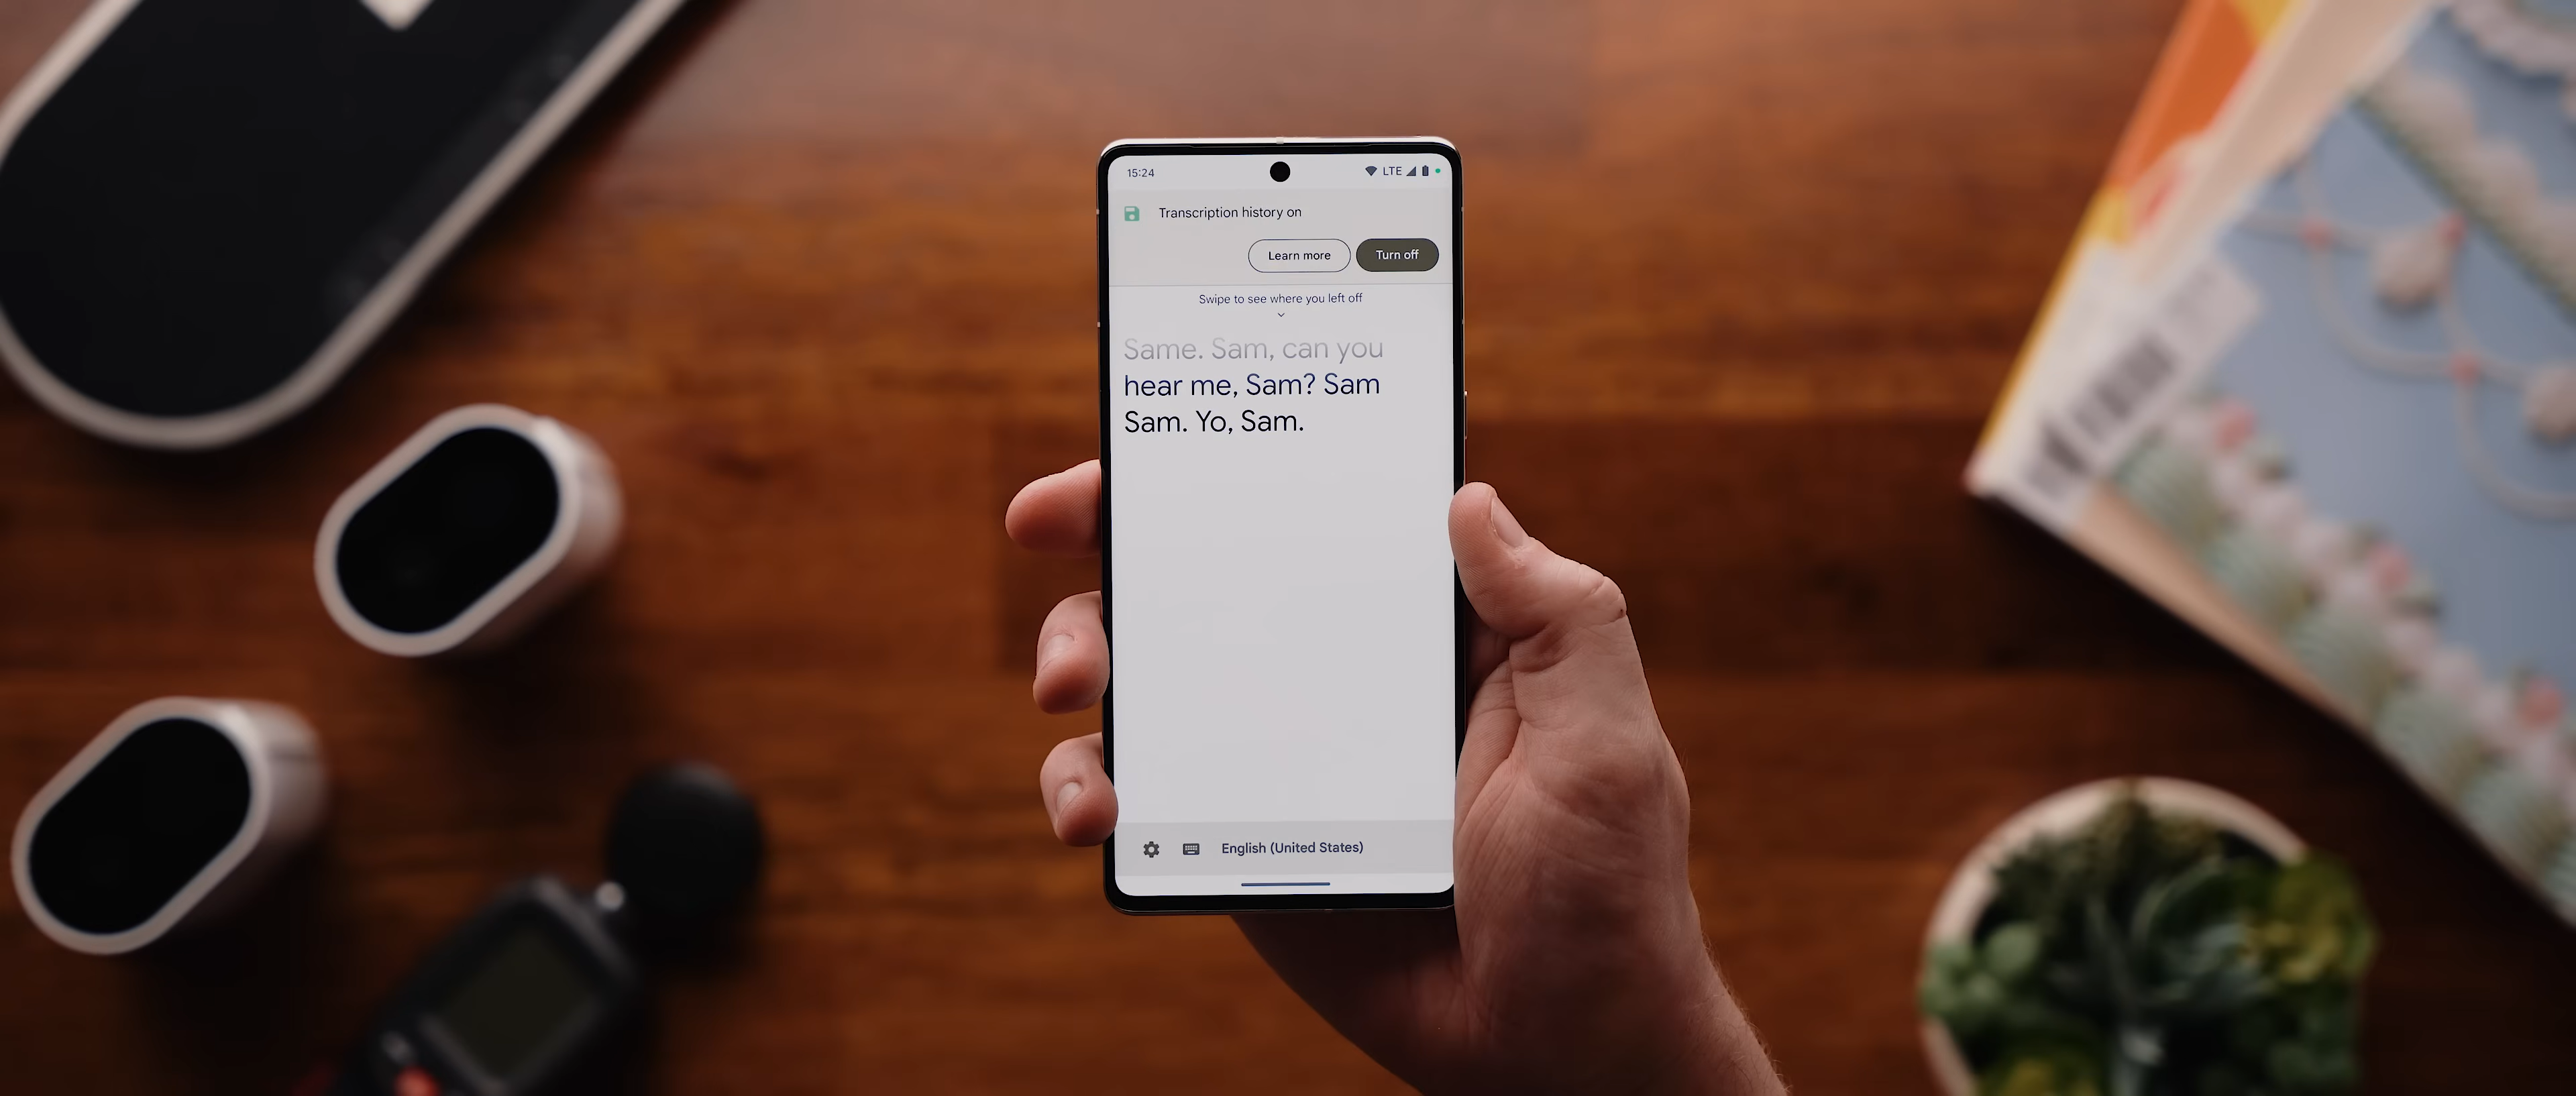 15:24
LTE
Transcription history on
Learn more
Turn off
Swipe to see where you left off
Same. Sam, can you
hear me, Sam? Sam
Sam. Yo, Sam.
English (United States)